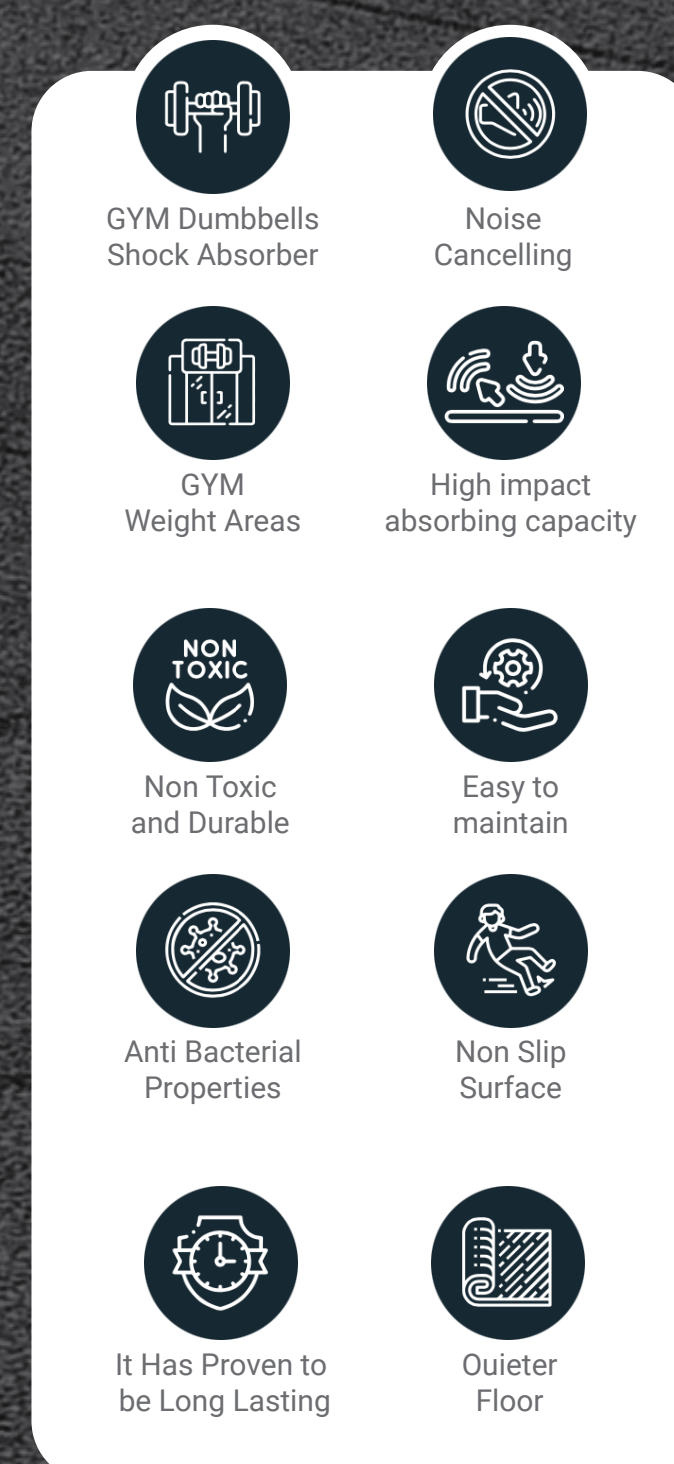 GYM Dumbbells
Shock Absorber
Noise
Cancelling
GYM
Weight Areas
High impact
absorbing capacity
NON
TOXIC
Non Toxic
and Durable
Easy to
maintain
Anti Bacterial
Properties
Non Slip
Surface
It Has Proven to
be Long Lasting
Ouieter
Floor